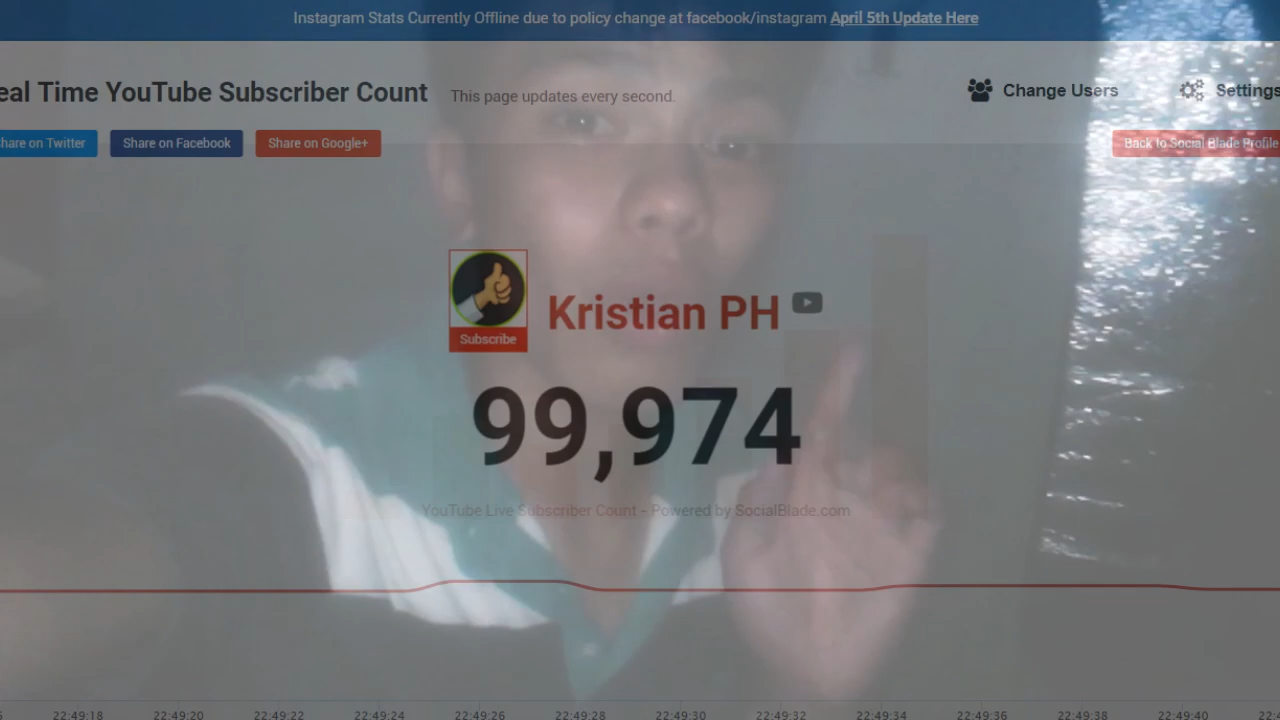 Instagram Stats Currently Offline due to policy change at facebook/instagram April 5th Update Here
eal Time YouTube Subscriber Count This page updates every second. Change Users Settings
hare on Twitter Share on Facebook Share on Google+ Back to Social Blade Profile
Kristian PH
Subscribe
99,974
YouTube Live Subscriber Count - Powered by SocialBlade.com
22:49:18 22:49:20 22:49:22 22:49:24 22:49:26 22:49:28 22:49:30 22:49:32 22:49:34 22:49:36 22:49:38 22:49:40